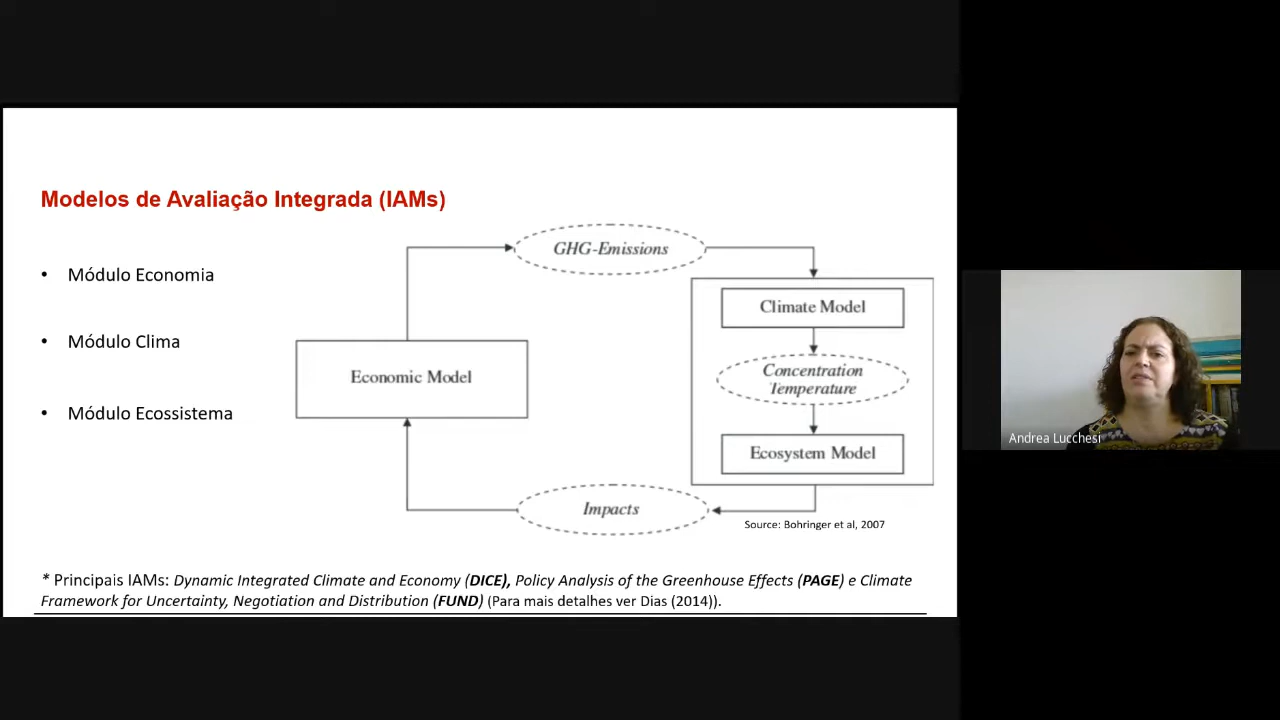 Modelos de Avaliação Integrada (IAMs)
• Módulo Economia
• Módulo Clima
• Módulo Ecossistema
GHG-Emissions
Economic Model
Climate Model
Concentration
Temperature
Ecosystem Model
Impacts
Source: Bohringer et al, 2007
* Principais IAMs: Dynamic Integrated Climate and Economy (DICE), Policy Analysis of the Greenhouse Effects (PAGE) e Climate
Framework for Uncertainty, Negotiation and Distribution (FUND) (Para mais detalhes ver Dias (2014)).
Andrea Lucchesi